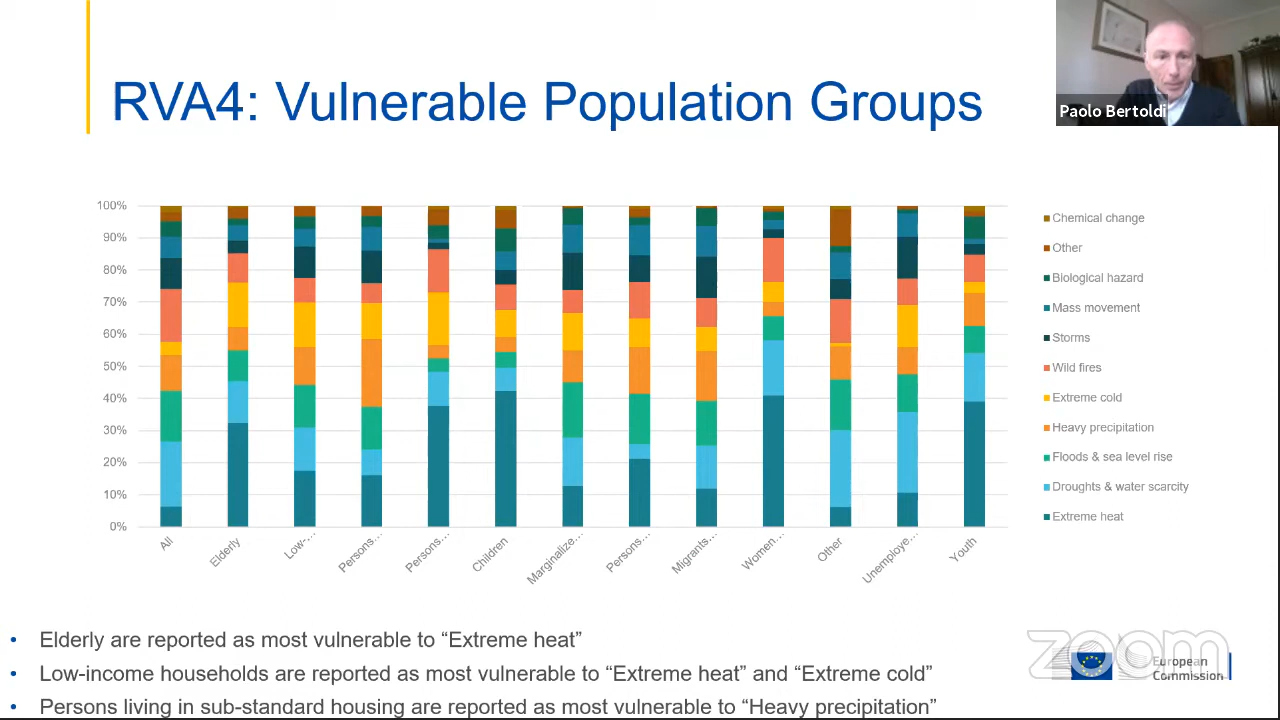 RVA4: Vulnerable Population Groups
Paolo Bertoldi
100%
90%
80%
70%
60%
50%
40%
30%
20%
10%
0%
All
Elderly
Low-...
Persons...
Persons...
Children
Marginalize...
Persons...
Migrants...
Women...
Other
Unemploye...
Youth
Chemical change
Other
Biological hazard
Mass movement
Storms
Wild fires
Extreme cold
Heavy precipitation
Floods & sea level rise
Droughts & water scarcity
Extreme heat
• Elderly are reported as most vulnerable to “Extreme heat”
• Low-income households are reported as most vulnerable to “Extreme heat” and “Extreme cold”
• Persons living in sub-standard housing are reported as most vulnerable to “Heavy precipitation”
zoom
European
Commission